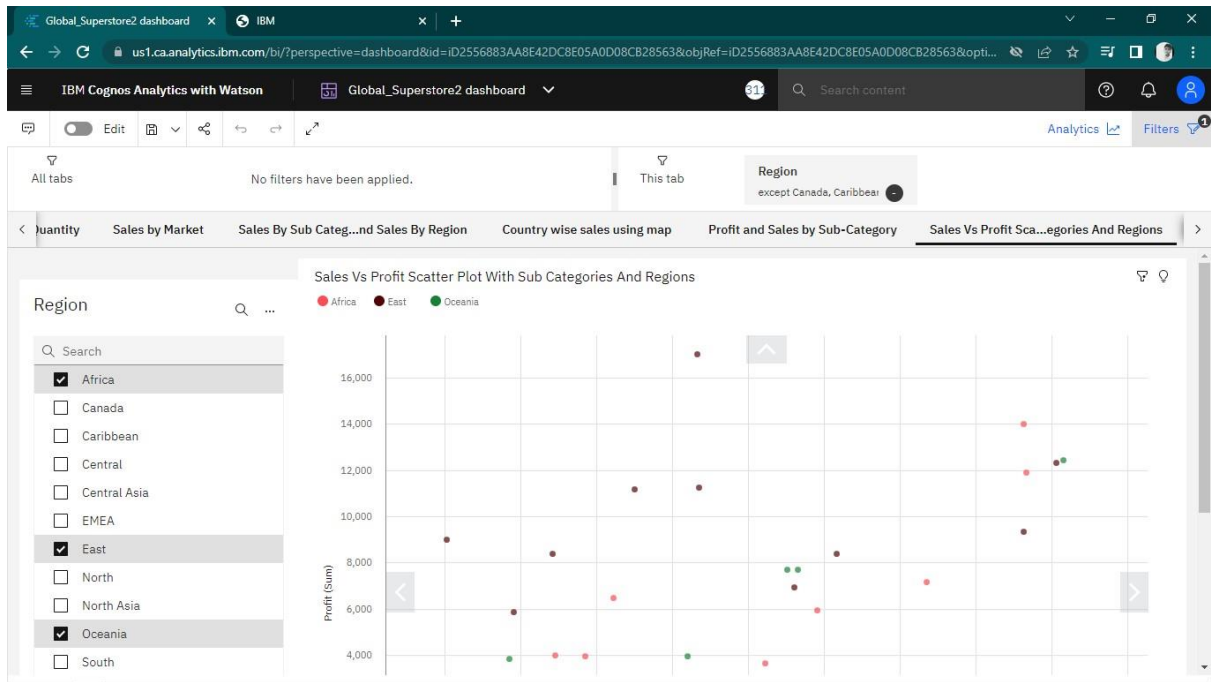 Global_Superstore2 dashboard
IBM
us1.ca.analytics.ibm.com/bi/?perspective=dashboard&id=iD2556883AA8E42DC8E05A0D08CB28563&objRef=iD2556883AA8E42DC8E05A0D08CB28563&opti...
IBM Cognos Analytics with Watson
Global_Superstore2 dashboard
311
Search content
Edit
Analytics
Filters
1
All tabs
No filters have been applied.
This tab
Region
except Canada, Caribbear
Quantity
Sales by Market
Sales By Sub Categ...nd Sales By Region
Country wise sales using map
Profit and Sales by Sub-Category
Sales Vs Profit Sca...egories And Regions
Region
Search
Africa
Canada
Caribbean
Central
Central Asia
EMEA
East
North
North Asia
Oceania
South
Sales Vs Profit Scatter Plot With Sub Categories And Regions
Africa East Oceania
16,000
14,000
12,000
10,000
8,000
6,000
4,000
Profit (Sum)